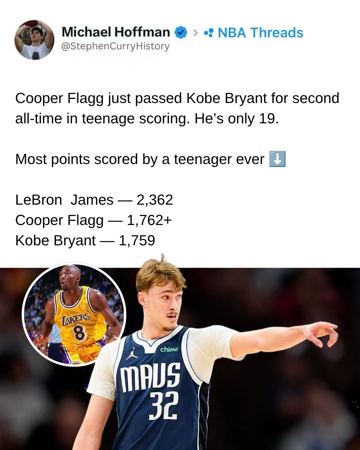 Michael Hoffman > NBA Threads
@StephenCurryHistory
Cooper Flagg just passed Kobe Bryant for second
all-time in teenage scoring. He’s only 19.
Most points scored by a teenager ever ⬇️
LeBron  James — 2,362
Cooper Flagg — 1,762+
Kobe Bryant — 1,759
LAKERS
8
chime
MAVS
32